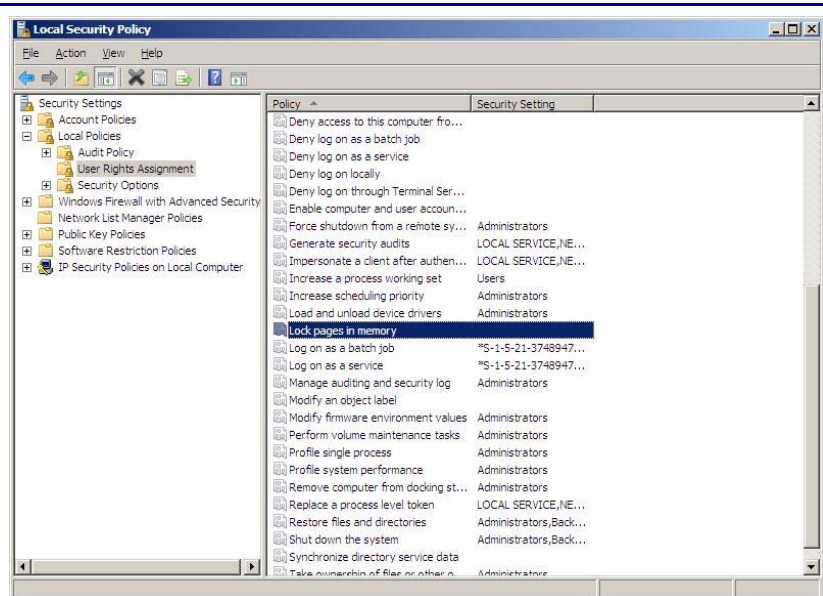 Local Security Policy
File Action View Help
Security Settings
Account Policies
Local Policies
Audit Policy
User Rights Assignment
Security Options
Windows Firewall with Advanced Security
Network List Manager Policies
Public Key Policies
Software Restriction Policies
IP Security Policies on Local Computer
Policy Security Setting
Deny access to this computer fro...
Deny log on as a batch job
Deny log on as a service
Deny log on locally
Deny log on through Terminal Ser...
Enable computer and user accoun...
Force shutdown from a remote sy... Administrators
Generate security audits LOCAL SERVICE,NE...
Impersonate a client after authen... LOCAL SERVICE,NE...
Increase a process working set Users
Increase scheduling priority Administrators
Load and unload device drivers Administrators
Lock pages in memory
Log on as a batch job *S-1-5-21-3748947...
Log on as a service *S-1-5-21-3748947...
Manage auditing and security log Administrators
Modify an object label
Modify firmware environment values Administrators
Perform volume maintenance tasks Administrators
Profile single process Administrators
Profile system performance Administrators
Remove computer from docking st... Administrators
Replace a process level token LOCAL SERVICE,NE...
Restore files and directories Administrators,Back...
Shut down the system Administrators,Back...
Synchronize directory service data
Take ownership of files or other o... Administrators